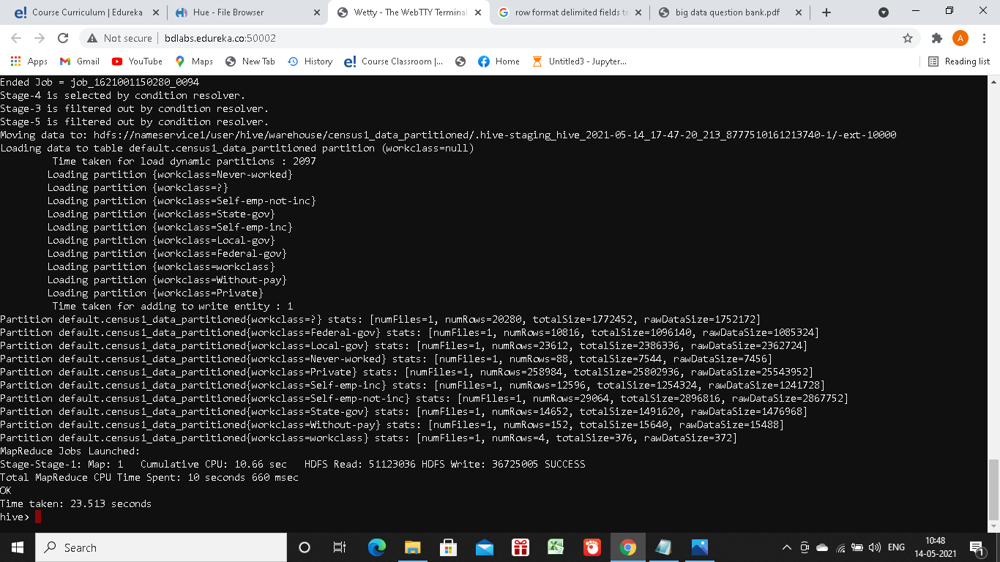 Course Curriculum | Edureka
Hue - File Browser
Wetty - The WebTTY Terminal
row format delimited fields te
big data question bank.pdf
Not secure
bdlabs.edureka.co:50002
A
Apps
Gmail
YouTube
Maps
New Tab
History
Course Classroom |...
Home
Untitled3 - Jupyter...
Reading list
Ended Job = job_1621001150280_0094
Stage-4 is selected by condition resolver.
Stage-3 is filtered out by condition resolver.
Stage-5 is filtered out by condition resolver.
Moving data to: hdfs://nameservice1/user/hive/warehouse/census1_data_partitioned/.hive-staging_hive_2021-05-14_17-47-20_213_8777510161213740-1/-ext-10000
Loading data to table default.census1_data_partitioned partition (workclass=null)
Time taken for load dynamic partitions : 2097
Loading partition {workclass=Never-worked}
Loading partition {workclass=?}
Loading partition {workclass=Self-emp-not-inc}
Loading partition {workclass=State-gov}
Loading partition {workclass=Self-emp-inc}
Loading partition {workclass=Local-gov}
Loading partition {workclass=Federal-gov}
Loading partition {workclass=workclass}
Loading partition {workclass=Without-pay}
Loading partition {workclass=Private}
Time taken for adding to write entity : 1
Partition default.census1_data_partitioned{workclass=?} stats: [numFiles=1, numRows=20280, totalSize=1772452, rawDataSize=1752172]
Partition default.census1_data_partitioned{workclass=Federal-gov} stats: [numFiles=1, numRows=10816, totalSize=1096140, rawDataSize=1085324]
Partition default.census1_data_partitioned{workclass=Local-gov} stats: [numFiles=1, numRows=23612, totalSize=2386336, rawDataSize=2362724]
Partition default.census1_data_partitioned{workclass=Never-worked} stats: [numFiles=1, numRows=88, totalSize=7544, rawDataSize=7456]
Partition default.census1_data_partitioned{workclass=Private} stats: [numFiles=1, numRows=258984, totalSize=25802936, rawDataSize=25543952]
Partition default.census1_data_partitioned{workclass=Self-emp-inc} stats: [numFiles=1, numRows=12596, totalSize=1254324, rawDataSize=1241728]
Partition default.census1_data_partitioned{workclass=Self-emp-not-inc} stats: [numFiles=1, numRows=29064, totalSize=2896816, rawDataSize=2867752]
Partition default.census1_data_partitioned{workclass=State-gov} stats: [numFiles=1, numRows=14652, totalSize=1491620, rawDataSize=1476968]
Partition default.census1_data_partitioned{workclass=Without-pay} stats: [numFiles=1, numRows=152, totalSize=15640, rawDataSize=15488]
Partition default.census1_data_partitioned{workclass=workclass} stats: [numFiles=1, numRows=4, totalSize=376, rawDataSize=372]
MapReduce Jobs Launched:
Stage-Stage-1: Map: 1   Cumulative CPU: 10.66 sec   HDFS Read: 51123036 HDFS Write: 36725005 SUCCESS
Total MapReduce CPU Time Spent: 10 seconds 660 msec
OK
Time taken: 23.513 seconds
hive>
Search
ENG
10:48
14-05-2021
1